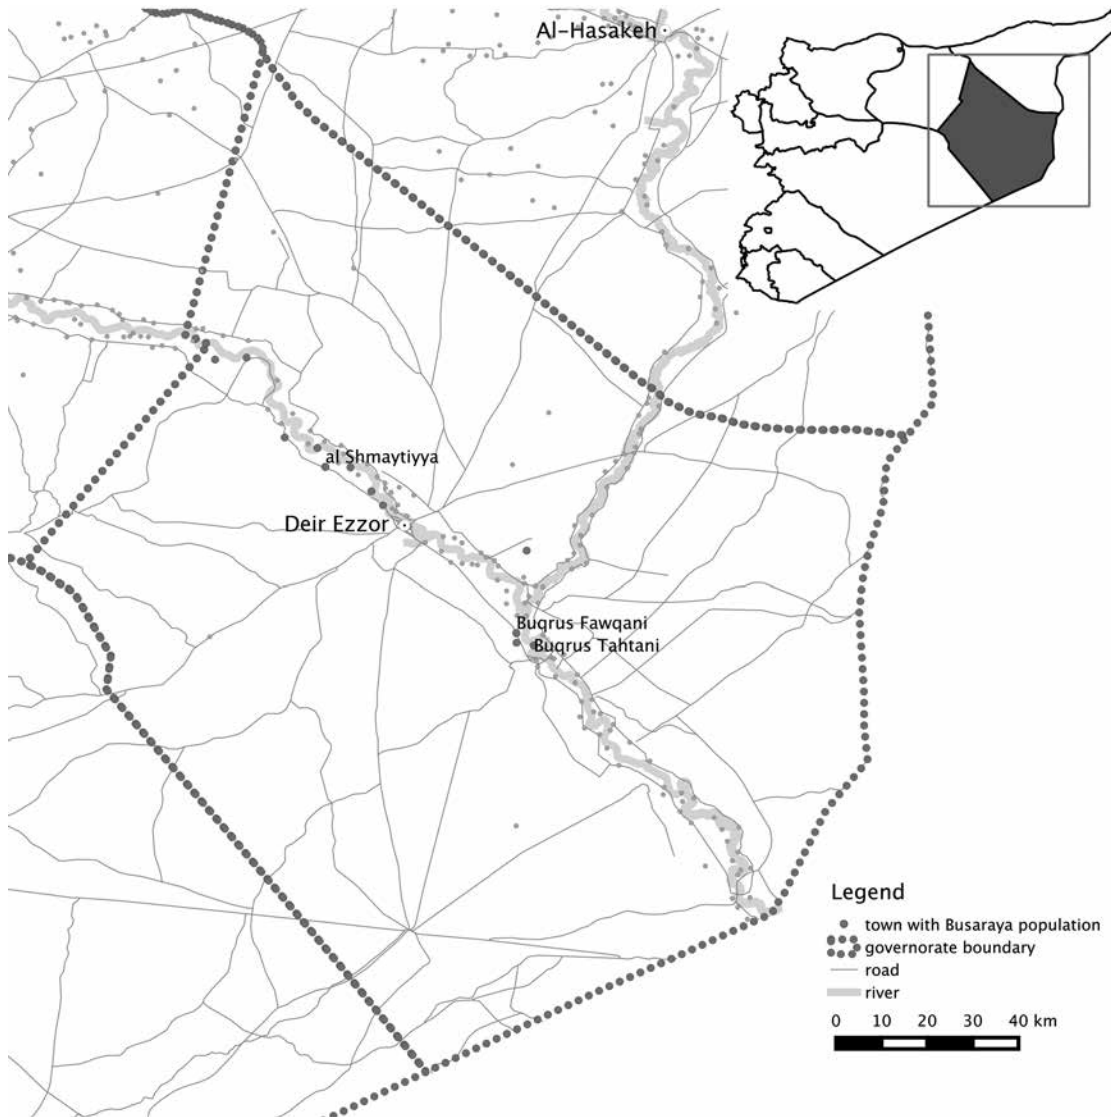 Al-Hasakeh
al Shmaytiyya
Deir Ezzor
Buqrus Fawqani
Buqrus Tahtani
Legend
town with Busaraya population
governorate boundary
road
river
0 10 20 30 40 km